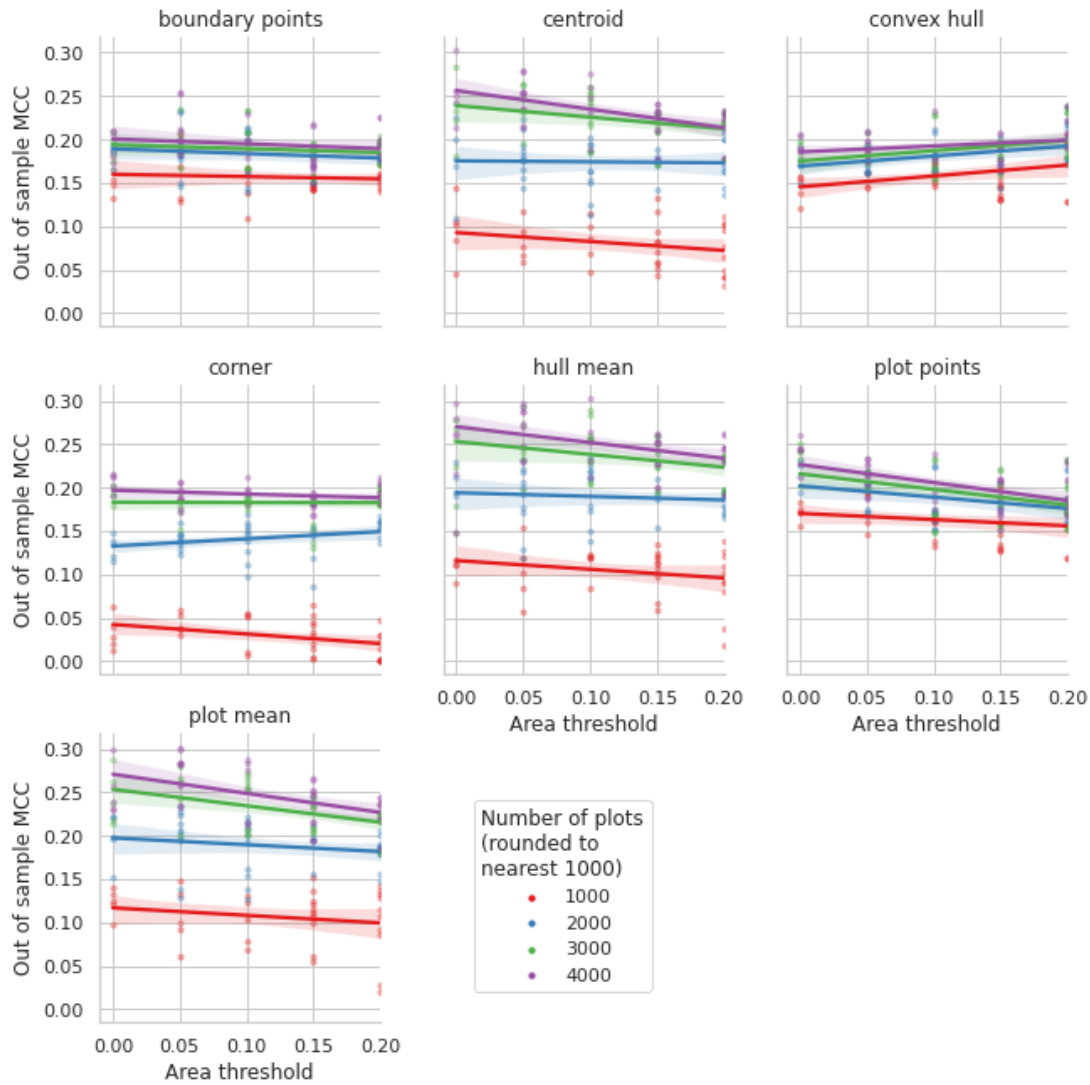 boundary points
centroid
convex hull
0.30
0.25
0.20
0.15
0.10
0.05
0.00
Out of sample MCC
corner
hull mean
plot points
0.30
0.25
0.20
0.15
0.10
0.05
0.00
Out of sample MCC
0.00 0.05 0.10 0.15 0.20
Area threshold
0.00 0.05 0.10 0.15 0.20
Area threshold
plot mean
0.30
0.25
0.20
0.15
0.10
0.05
0.00
Out of sample MCC
0.00 0.05 0.10 0.15 0.20
Area threshold
Number of plots
(rounded to
nearest 1000)
1000
2000
3000
4000